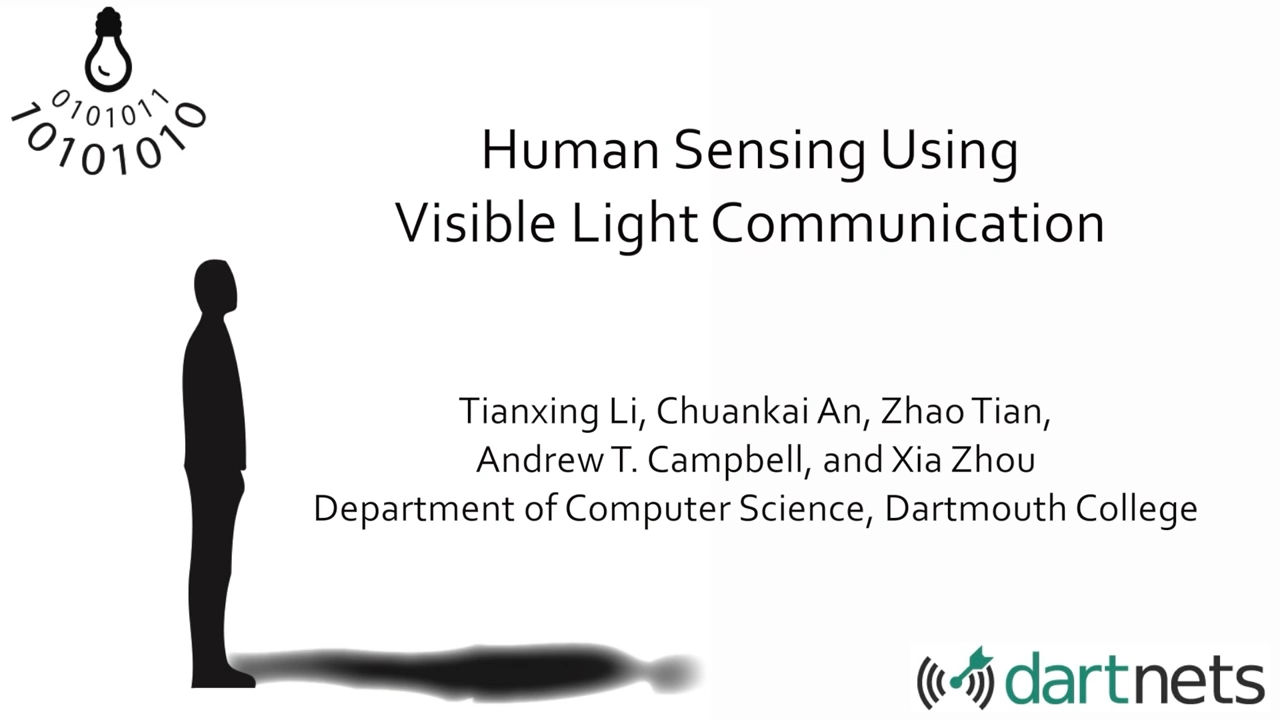 0101011
10101010
Human Sensing Using
Visible Light Communication
Tianxing Li, Chuankai An, Zhao Tian,
Andrew T. Campbell, and Xia Zhou
Department of Computer Science, Dartmouth College
dartnets